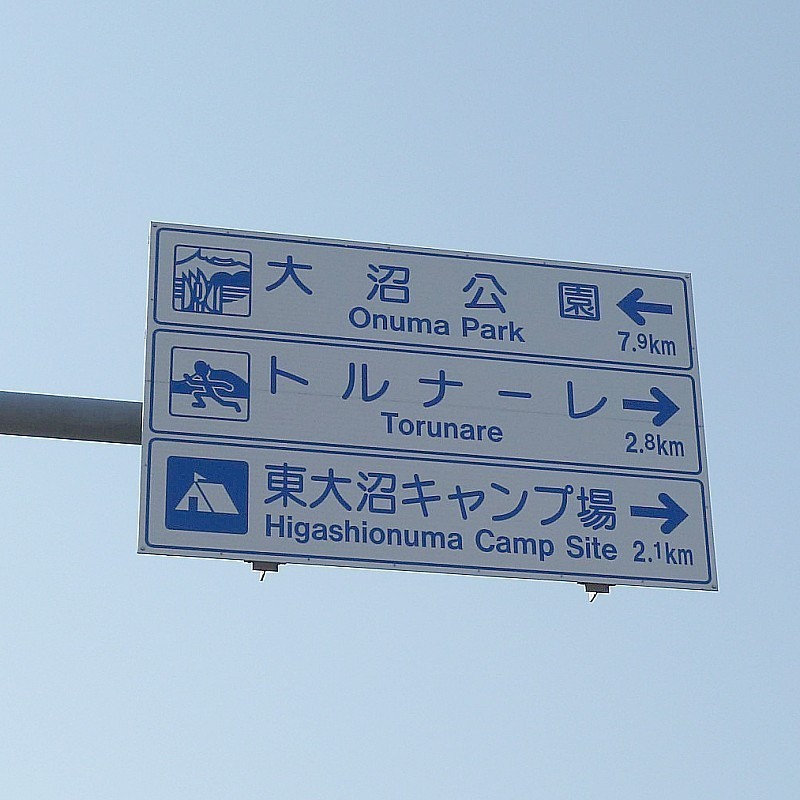 大沼公園
Onuma Park
7.9km
トルナーレ
Torunare
2.8km
東大沼キャンプ場
Higashionuma Camp Site
2.1km